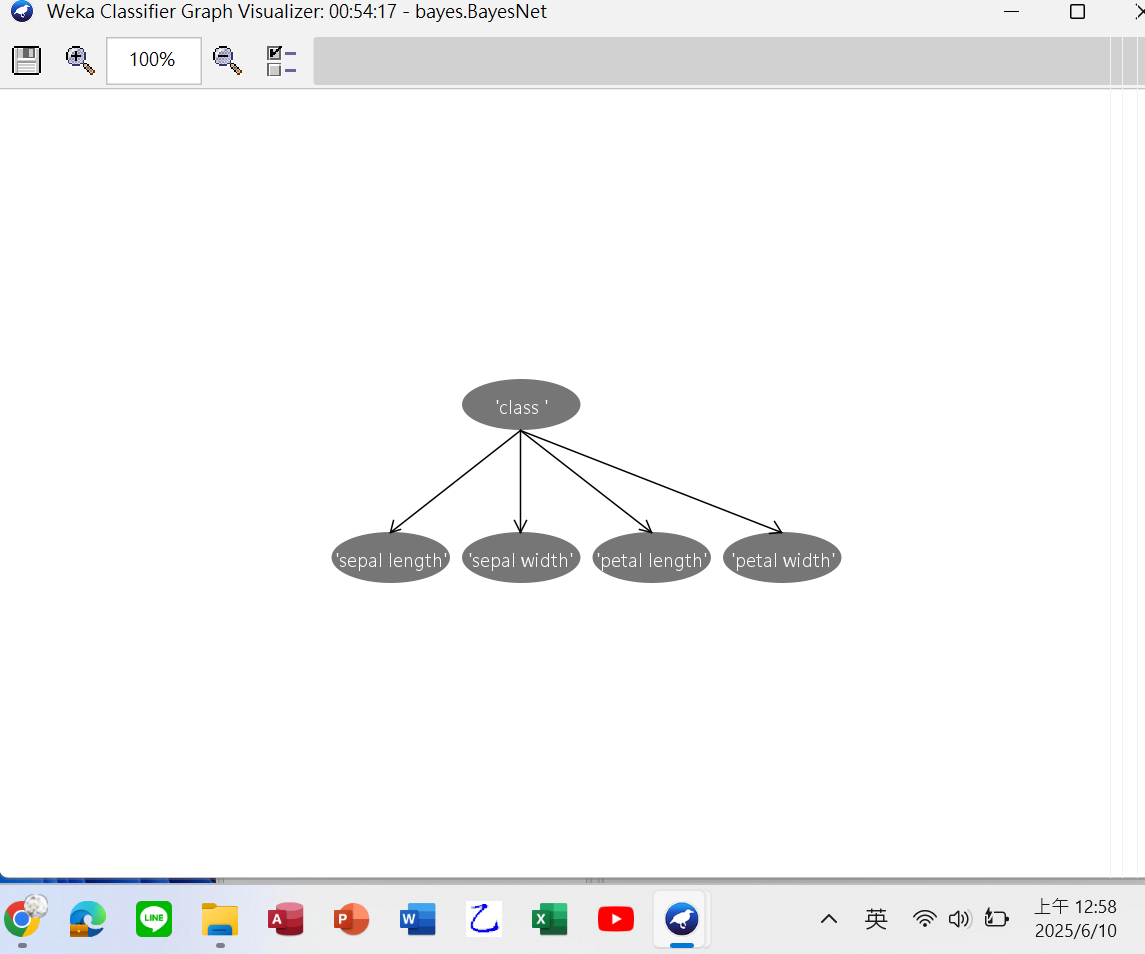 Weka Classifier Graph Visualizer: 00:54:17 - bayes.BayesNet
100%
'class '
'sepal length' 'sepal width' 'petal length' 'petal width'
LINE
A
P
W
X
英
上午 12:58
2025/6/10